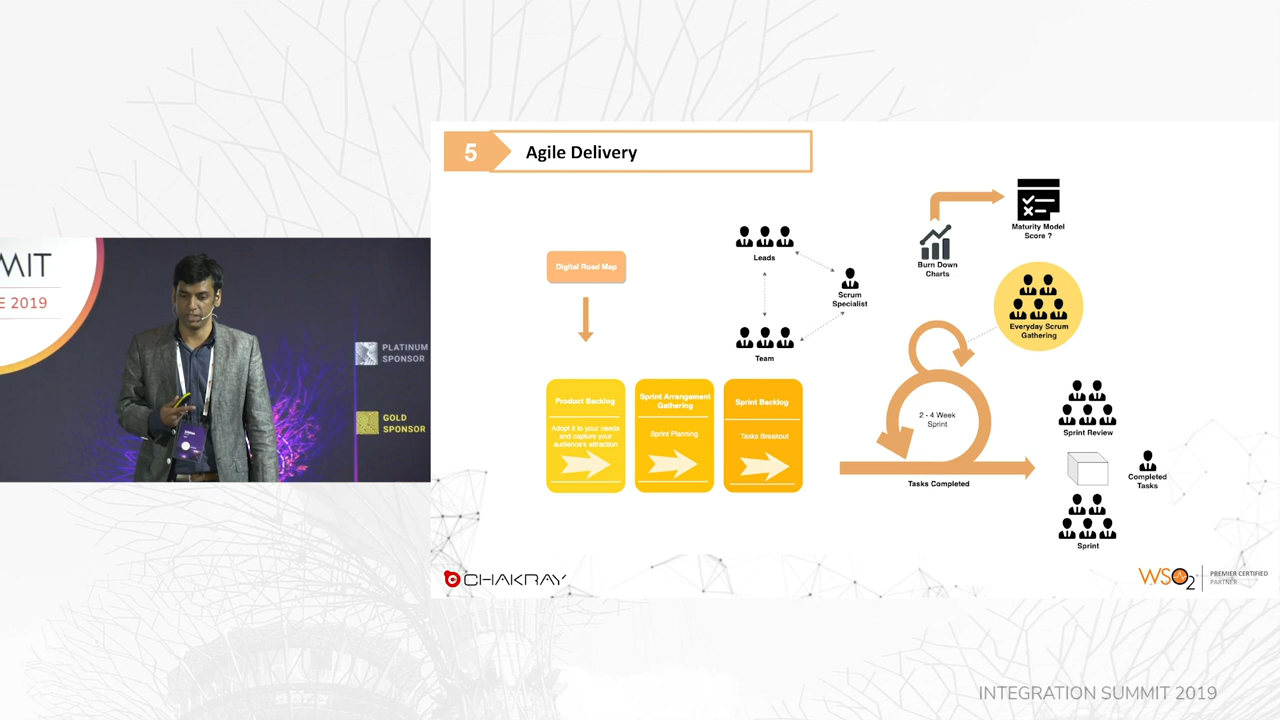 MIT
E 2019
PLATINUM
SPONSOR
GOLD
SPONSOR
5
Agile Delivery
Digital Road Map
Leads
Scrum
Specialist
Team
Burn Down
Charts
Maturity Model
Score ?
Everyday Scrum
Gathering
Product Backing
Adopt it to your needs
and capture your
audience's attraction
Sprint Arrangement
Gathering
Sprint Planning
Sprint Backlog
Tasks Breakout
2 - 4 Week
Sprint
Tasks Completed
Sprint Review
Completed
Tasks
Sprint
CHAKRAY
WSO2
PREMIER CERTIFIED
PARTNER
INTEGRATION SUMMIT 2019